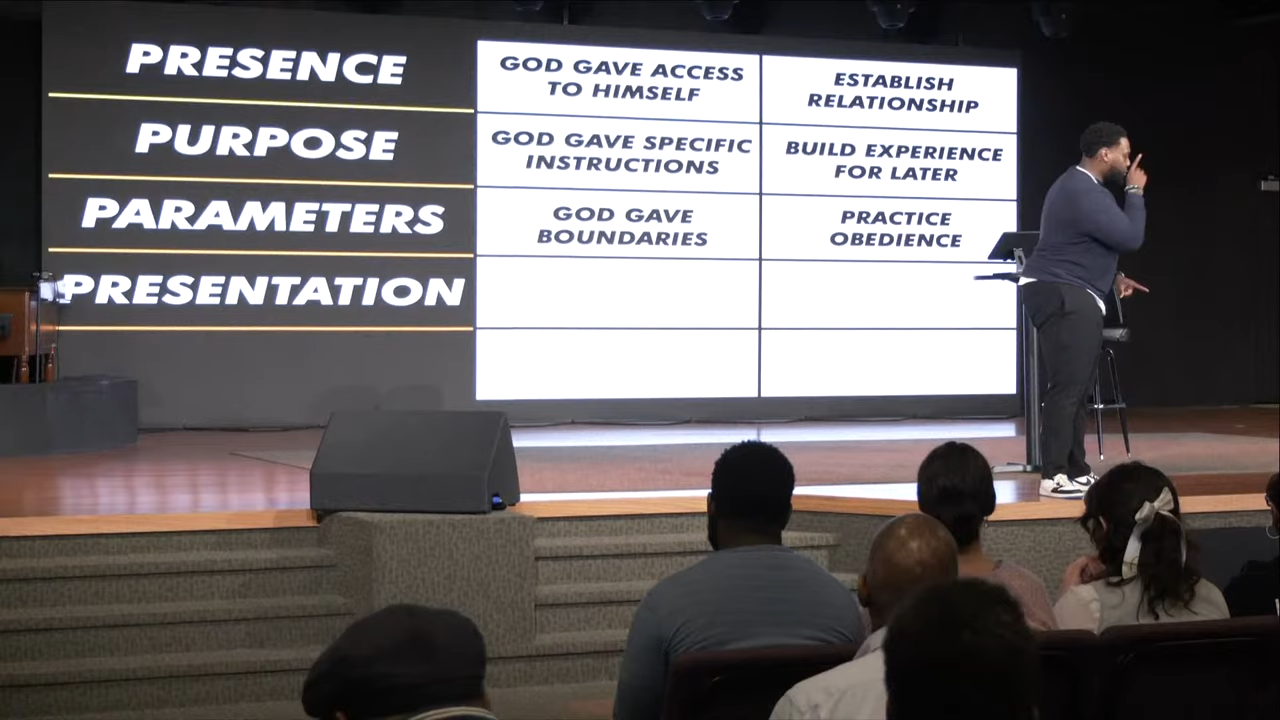 PRESENCE
GOD GAVE ACCESS
TO HIMSELF
ESTABLISH
RELATIONSHIP
PURPOSE
GOD GAVE SPECIFIC
INSTRUCTIONS
BUILD EXPERIENCE
FOR LATER
PARAMETERS
GOD GAVE
BOUNDARIES
PRACTICE
OBEDIENCE
PRESENTATION